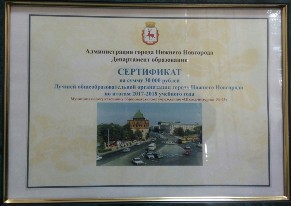 Администрация города Нижнего Новгорода
Департамент образования
СЕРТИФИКАТ
на сумму 30 000 рублей
Лучшей общеобразовательной организации города Нижнего Новгорода
по итогам 2017-2018 учебного года